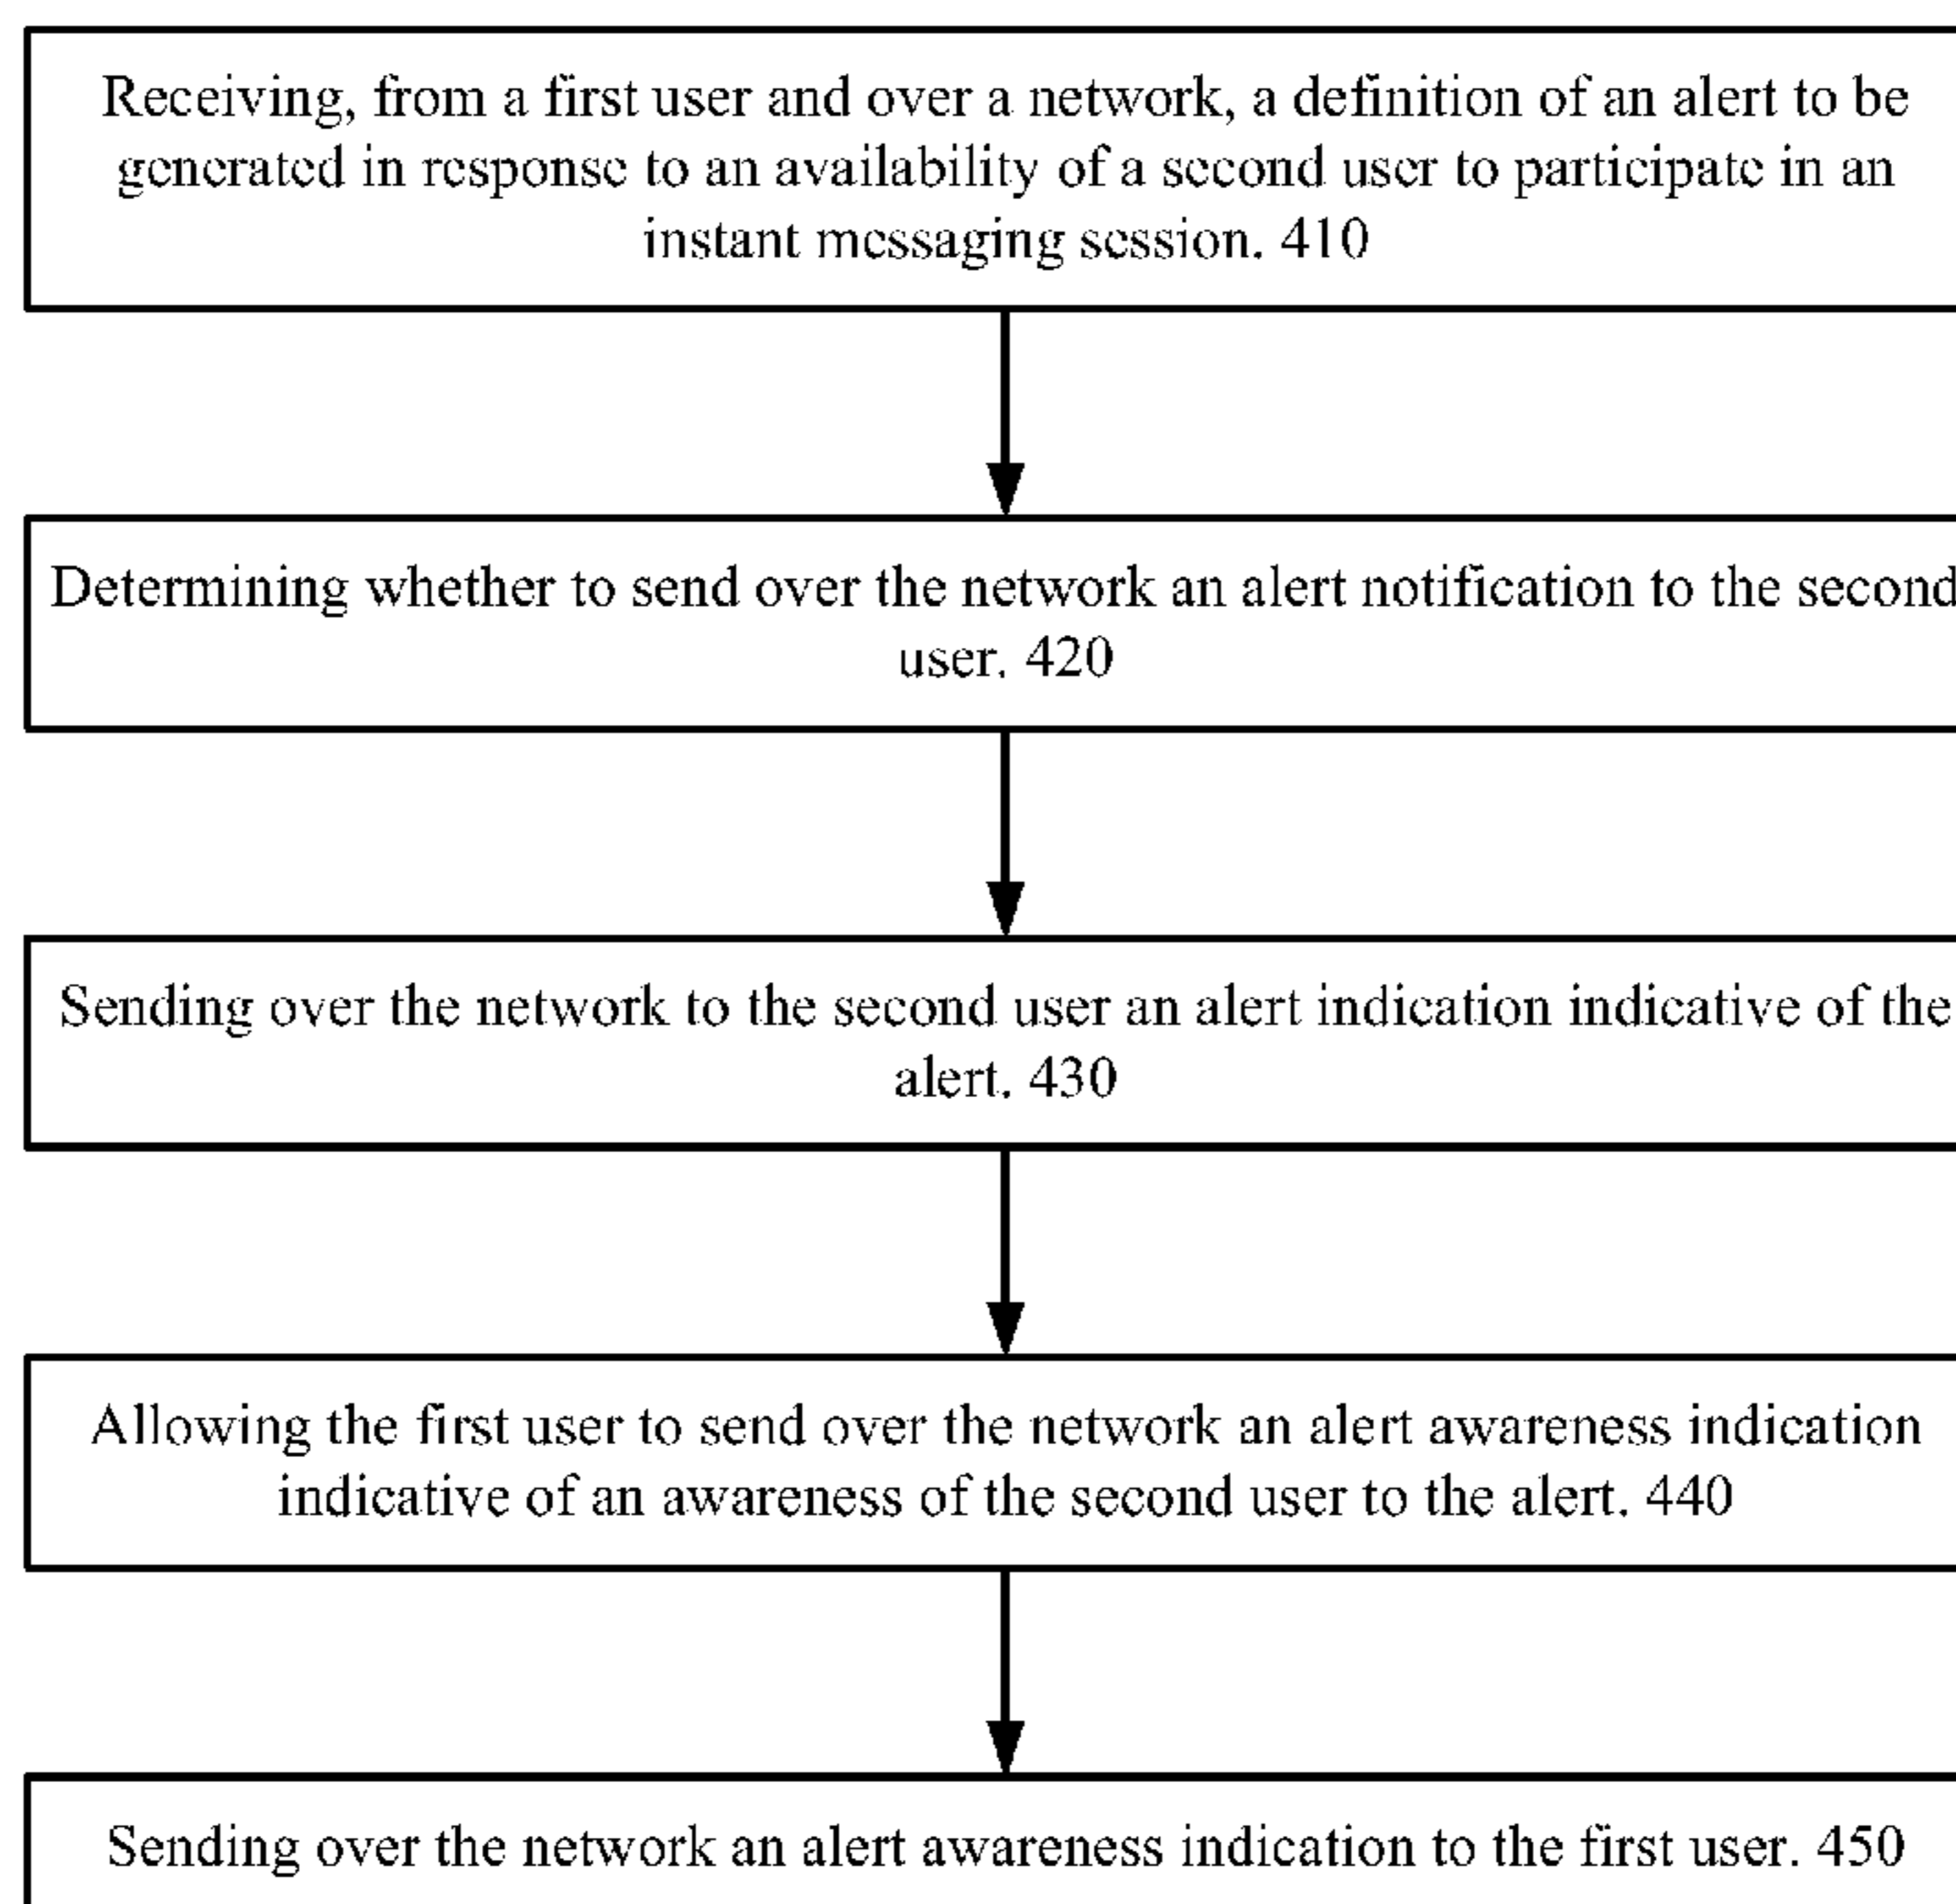 Receiving, from a first user and over a network, a definition of an alert to be
generated in response to an availability of a second user to participate in an
instant messaging session. 410
Determining whether to send over the network an alert notification to the second
user. 420
Sending over the network to the second user an alert indication indicative of the
alert. 430
Allowing the first user to send over the network an alert awareness indication
indicative of an awareness of the second user to the alert. 440
Sending over the network an alert awareness indication to the first user. 450